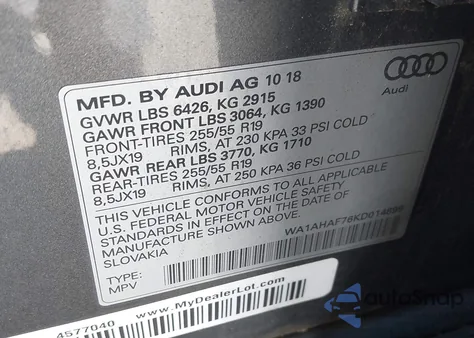 MFD. BY AUDI AG 10 18
GVWR LBS 6426, KG 2915
GAWR FRONT LBS 3064, KG 1390
FRONT-TIRES 255/55 R19
8,5JX19 RIMS, AT 230 KPA 33 PSI COLD
GAWR REAR LBS 3770, KG 1710
REAR-TIRES 255/55 R19
8,5JX19 RIMS, AT 250 KPA 36 PSI COLD
THIS VEHICLE CONFORMS TO ALL APPLICABLE
U.S. FEDERAL MOTOR VEHICLE SAFETY
STANDARDS IN EFFECT ON THE DATE OF
MANUFACTURE SHOWN ABOVE.
SLOVAKIA
TYPE:
MPV
Audi
4577040
www.MyDealerLot.com
AutoSnap